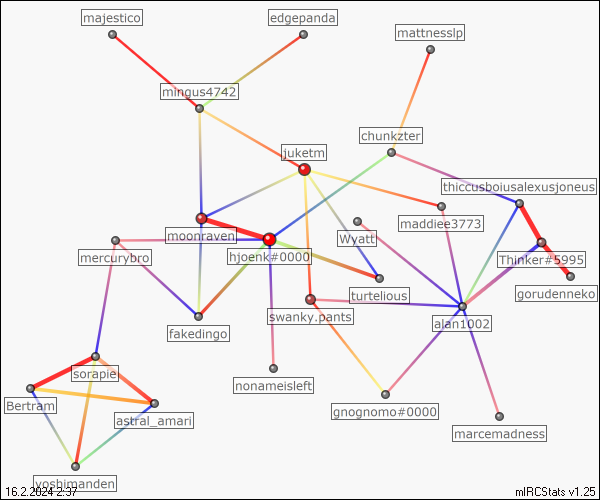 majestico
edgepanda
mattnesslp
mingus4742
chunkzter
juketm
thiccusboiusalexusjoneus
maddiee3773
moonraven
Wyatt
mercurybro
hjoenk#0000
Thinker#5995
turtelious
gorudenneko
swanky.pants
alan1002
fakedingo
sorapie
nonameisleft
Bertram
astral_amari
gnognomo#0000
marcemadness
yoshimanden
16.2.2024 2:37
mIRCStats v1.25